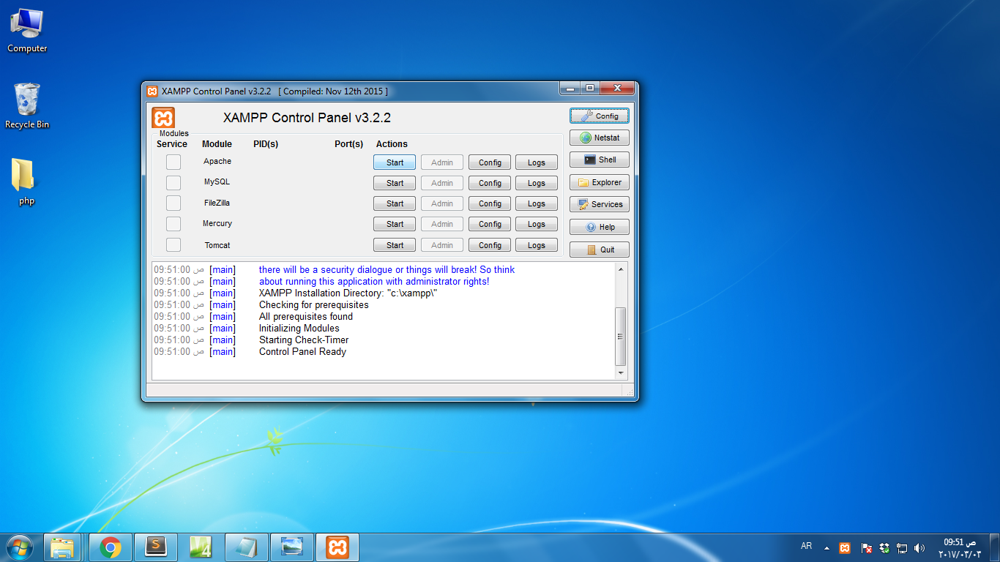 Computer
Recycle Bin
php
XAMPP Control Panel v3.2.2 [ Compiled: Nov 12th 2015 ]
XAMPP Control Panel v3.2.2
Config
Modules
Netstat
Service Module PID(s) Port(s) Actions
Apache Start Admin Config Logs
Shell
MySQL Start Admin Config Logs
Explorer
FileZilla Start Admin Config Logs
Services
Mercury Start Admin Config Logs
Help
Tomcat Start Admin Config Logs
Quit
09:51:00 ص [main] there will be a security dialogue or things will break! So think
09:51:00 ص [main] about running this application with administrator rights!
09:51:00 ص [main] XAMPP Installation Directory: "c:\xampp\"
09:51:00 ص [main] Checking for prerequisites
09:51:00 ص [main] All prerequisites found
09:51:00 ص [main] Initializing Modules
09:51:00 ص [main] Starting Check-Timer
09:51:00 ص [main] Control Panel Ready
S
4
AR
09:51 ص
٢٠١٧/٠٣/٠٣